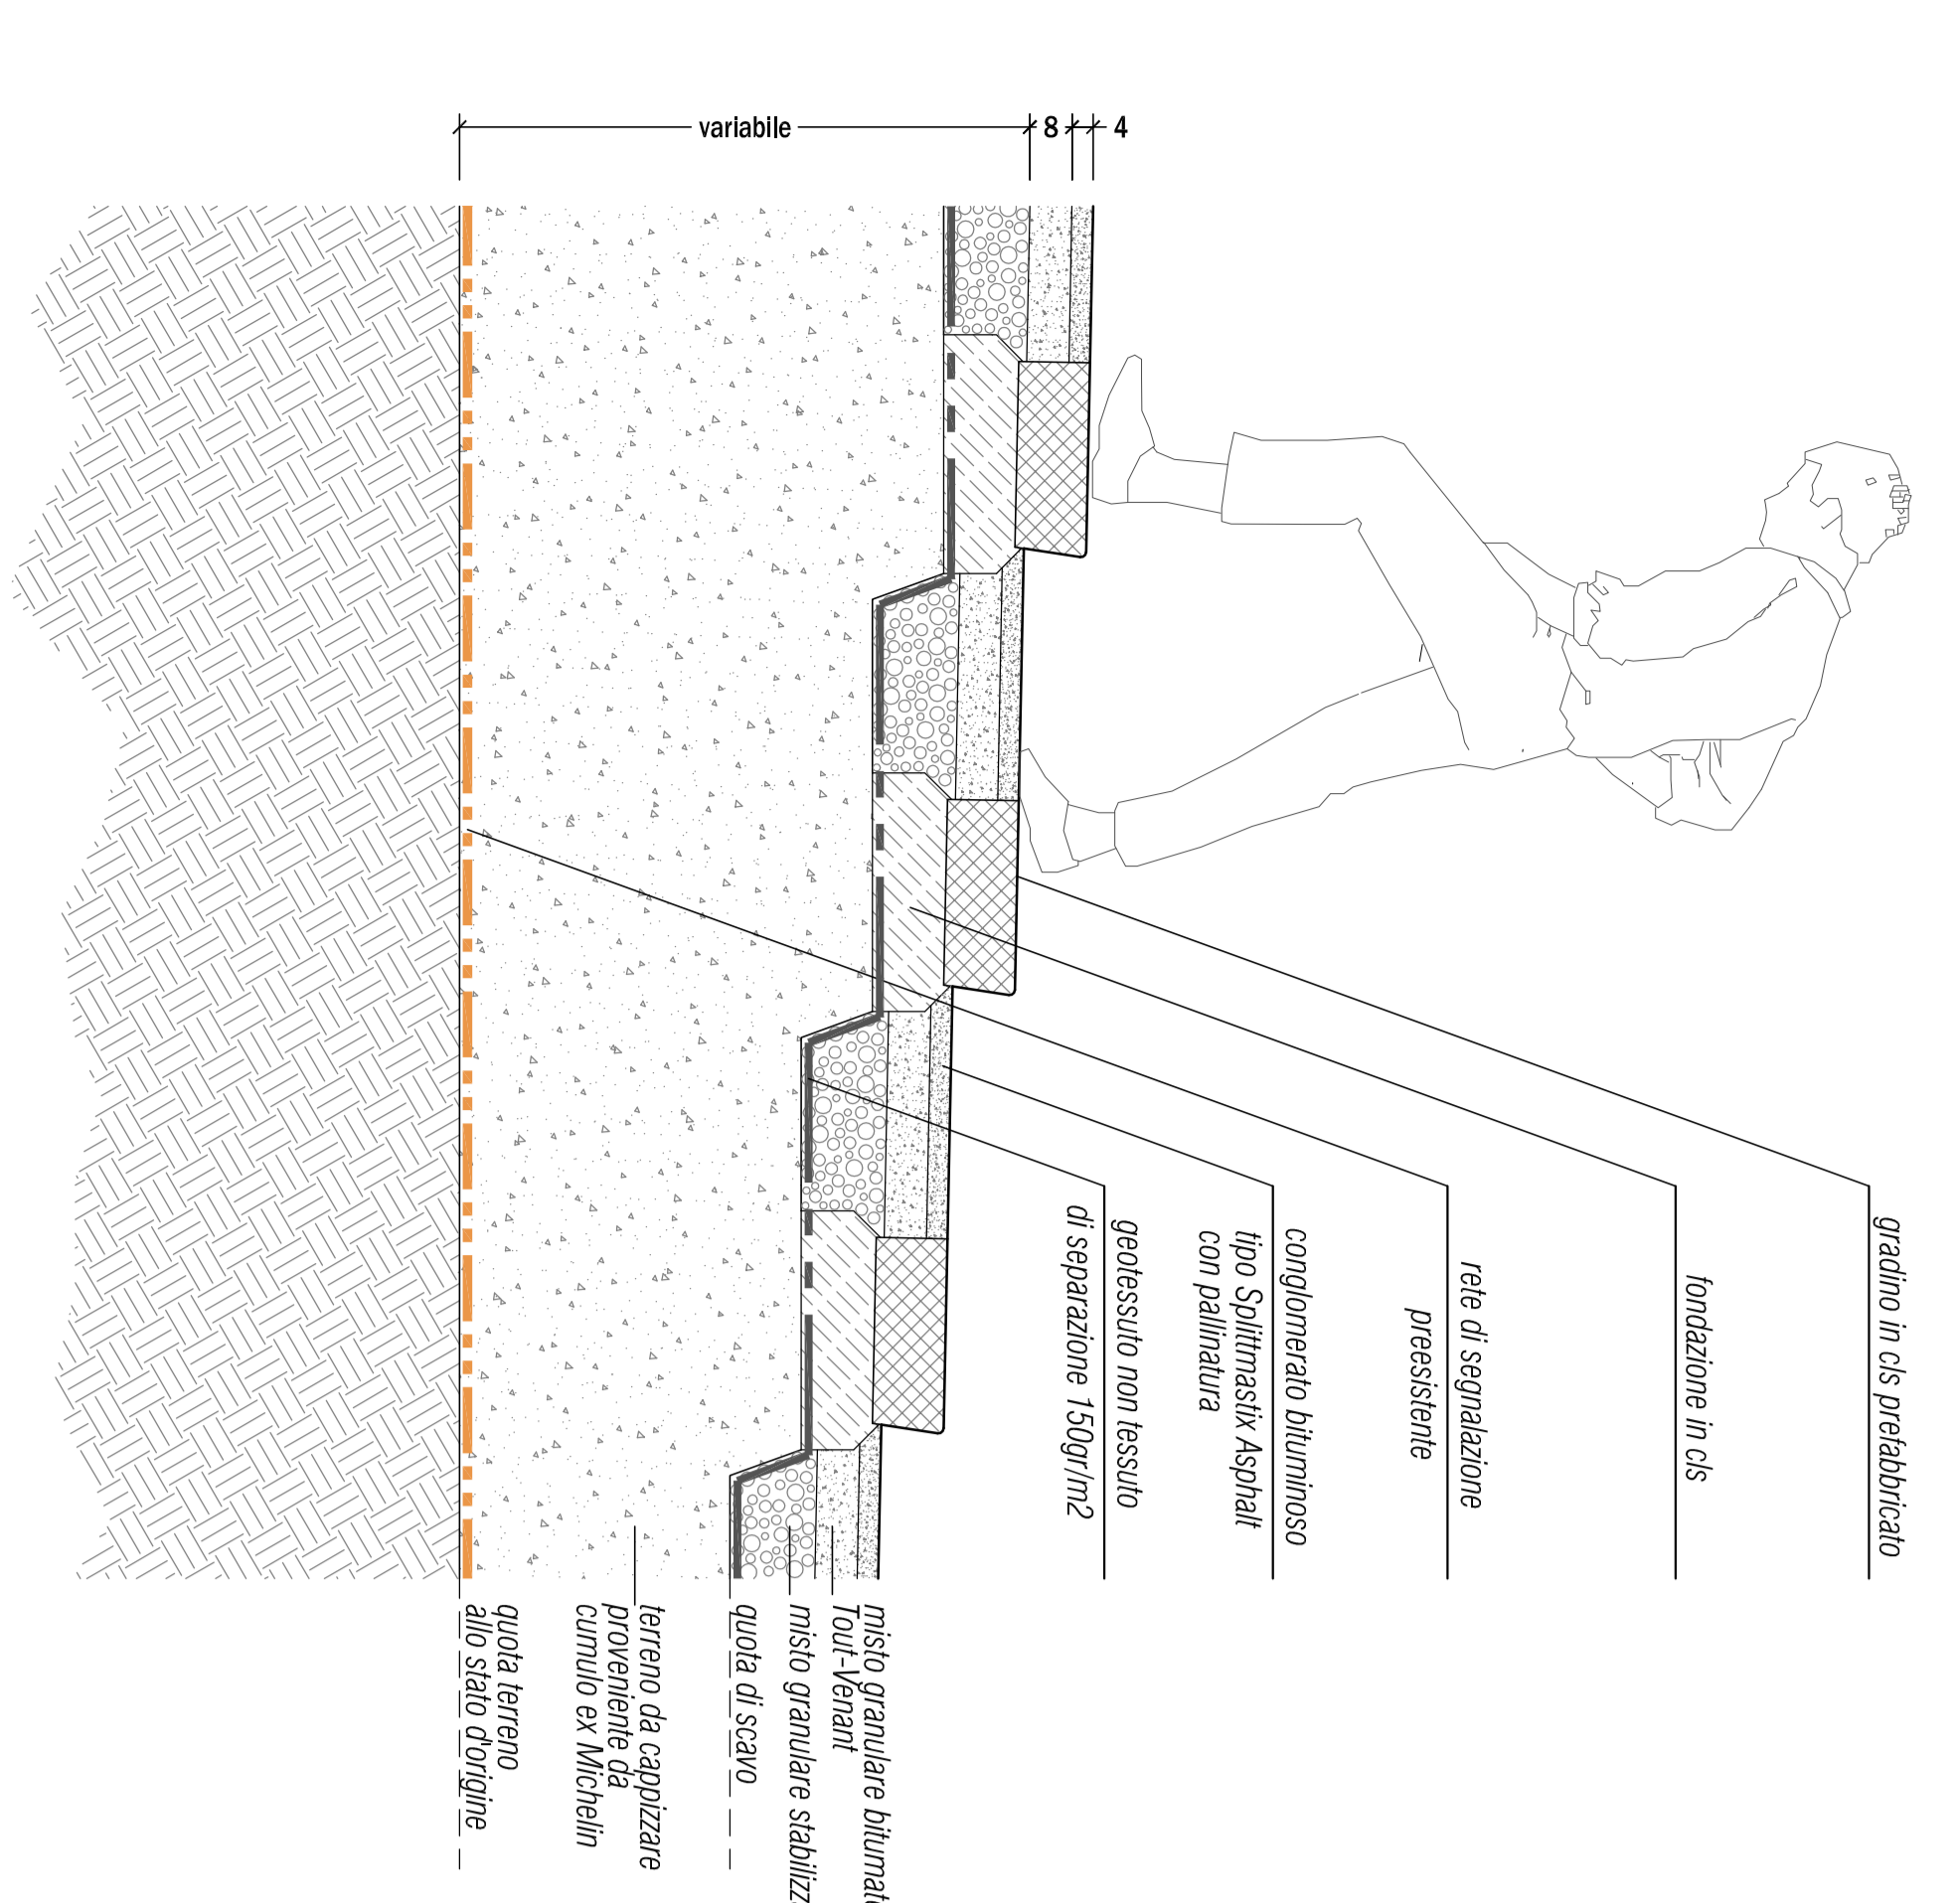 variabile
8
4
gradino in cls prefabbricato
fondazione in cls
rete di segnalazione
preesistente
conglomerato bituminoso
tipo Splittmastix Asphalt
con pallinatura
geotessuto non tessuto
di separazione 150gr/m2
misto granulare bitumat
Tout-Venant
misto granulare stabilizz
quota di scavo
terreno da cappizzare
proveniente da
cumulo ex Michelin
quota terreno
allo stato d'origine